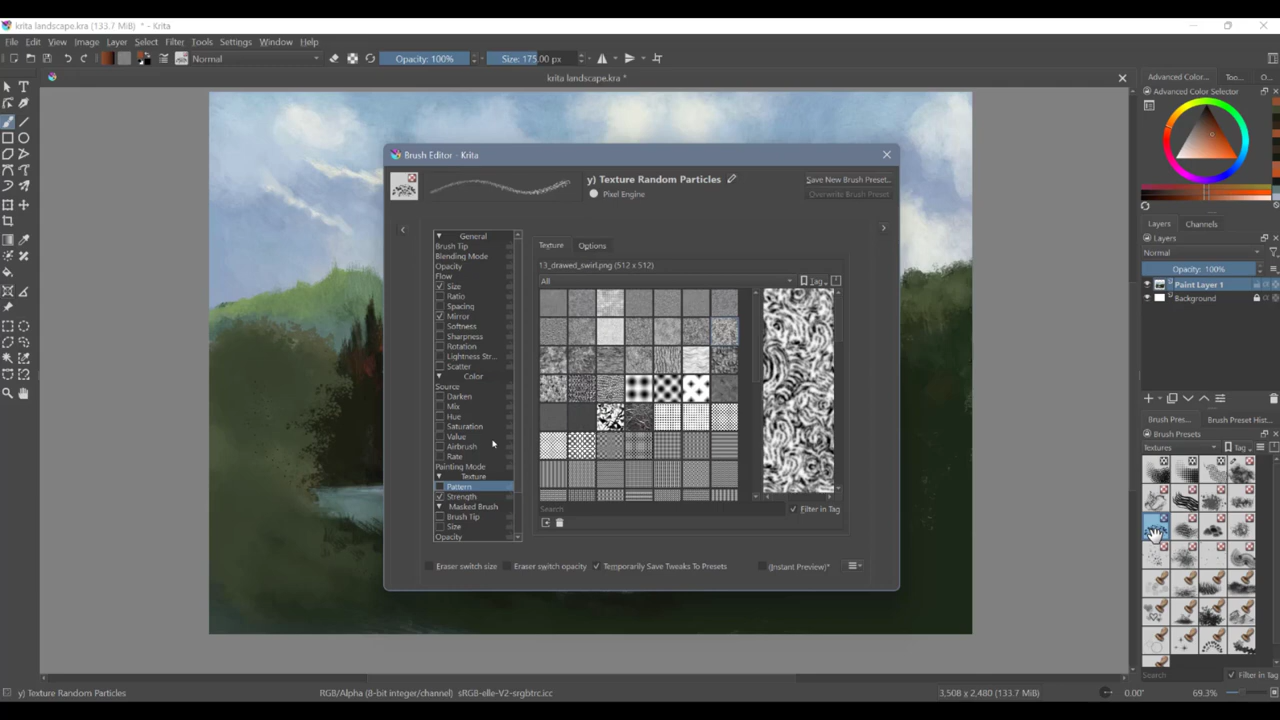 krita landscape.kra (133.7 MiB) * - Krita
File Edit View Image Layer Select Filter Tools Settings Window Help
Normal Opacity: 100% Size: 175.00 px
krita landscape.kra *
Advanced Color... Too... O...
Advanced Color Selector
Brush Editor - Krita
y) Texture Random Particles
Save New Brush Preset...
Pixel Engine
Overwrite Brush Preset
General
Brush Tip
Blending Mode
Opacity
Flow
Size
Ratio
Spacing
Mirror
Softness
Sharpness
Rotation
Lightness Str...
Scatter
Color
Source
Darken
Mix
Hue
Saturation
Value
Airbrush
Rate
Painting Mode
Texture
Pattern
Strength
Masked Brush
Brush Tip
Size
Opacity
Texture Options
13_drawed_swirl.png (512 x 512)
All Tag
Search Filter in Tag
Eraser switch size Eraser switch opacity Temporarily Save Tweaks To Presets (Instant Preview)*
Layers Channels
Layers
Normal
Opacity: 100%
Paint Layer 1
Background
Brush Pres... Brush Preset Hist...
Brush Presets
Textures Tag
Search Filter in Tag
y) Texture Random Particles RGB/Alpha (8-bit integer/channel) sRGB-elle-V2-srgbtrc.icc 3,508 x 2,480 (133.7 MiB) 0.00° 69.3%